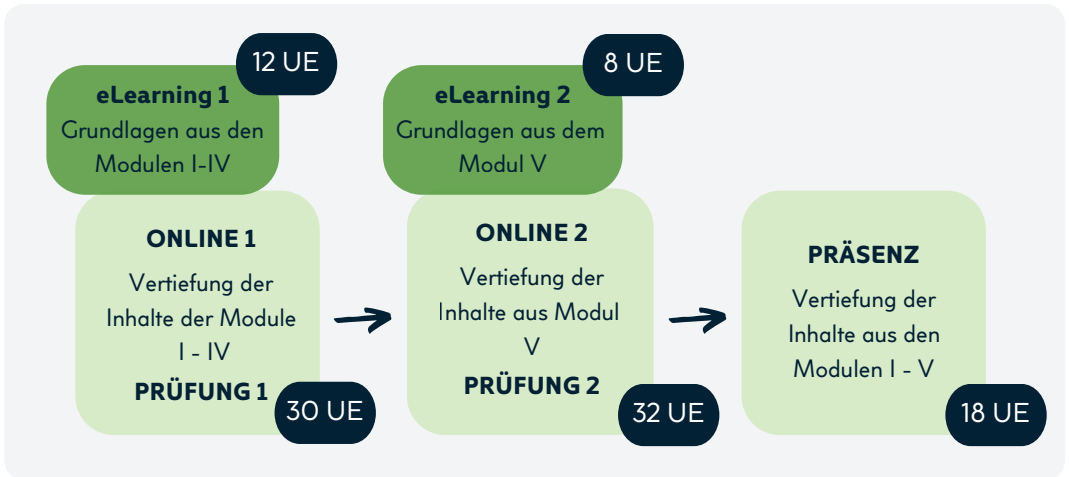 12 UE
eLearning 1
Grundlagen aus den
Modulen I-IV
ONLINE 1
Vertiefung der
Inhalte der Module
I - IV
PRÜFUNG 1
30 UE
8 UE
eLearning 2
Grundlagen aus dem
Modul V
ONLINE 2
Vertiefung der
Inhalte aus Modul
V
PRÜFUNG 2
32 UE
PRÄSENZ
Vertiefung der
Inhalte aus den
Modulen I - V
18 UE